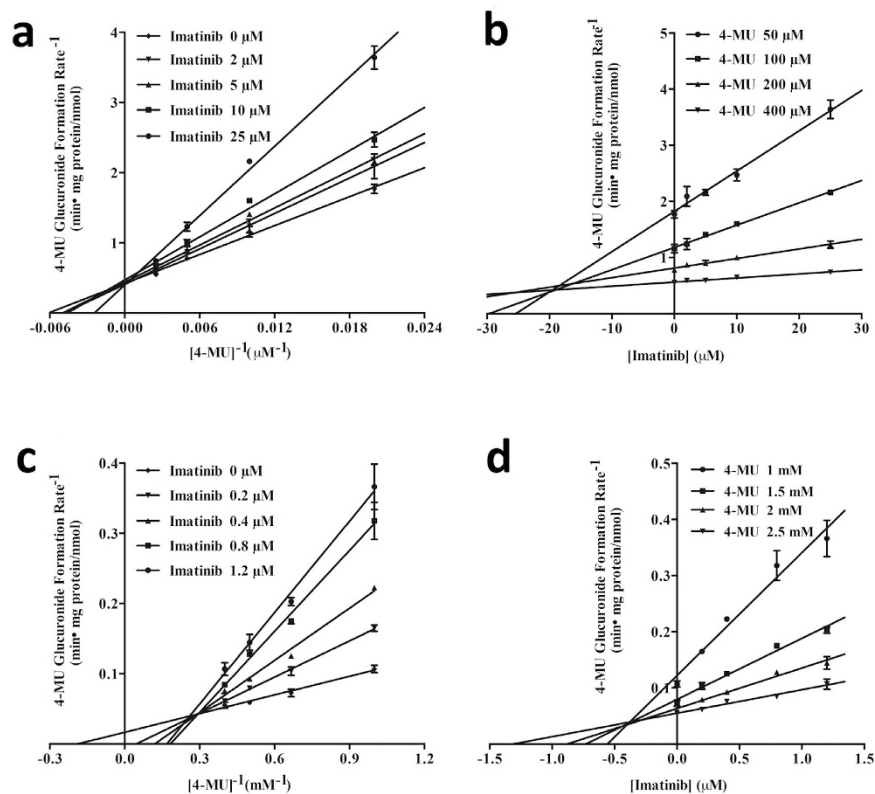 a
4-MU Glucuronide Formation Rate⁻¹
(min• mg protein/nmol)
Imatinib 0 μM
Imatinib 2 μM
Imatinib 5 μM
Imatinib 10 μM
Imatinib 25 μM
4
3
2
1
-0.006 0.000 0.006 0.012 0.018 0.024
[4-MU]⁻¹(μM⁻¹)
b
4-MU Glucuronide Formation Rate⁻¹
(min• mg protein/nmol)
4-MU 50 μM
4-MU 100 μM
4-MU 200 μM
4-MU 400 μM
5
4
3
2
1
-30 -20 -10 0 10 20 30
[Imatinib] (μM)
c
4-MU Glucuronide Formation Rate⁻¹
(min• mg protein/nmol)
Imatinib 0 μM
Imatinib 0.2 μM
Imatinib 0.4 μM
Imatinib 0.8 μM
Imatinib 1.2 μM
0.4
0.3
0.2
0.1
-0.3 0.0 0.3 0.6 0.9 1.2
[4-MU]⁻¹(mM⁻¹)
d
4-MU Glucuronide Formation Rate⁻¹
(min• mg protein/nmol)
4-MU 1 mM
4-MU 1.5 mM
4-MU 2 mM
4-MU 2.5 mM
0.5
0.4
0.3
0.2
-1.5 -1.0 -0.5 0.0 0.5 1.0 1.5
[Imatinib] (μM)